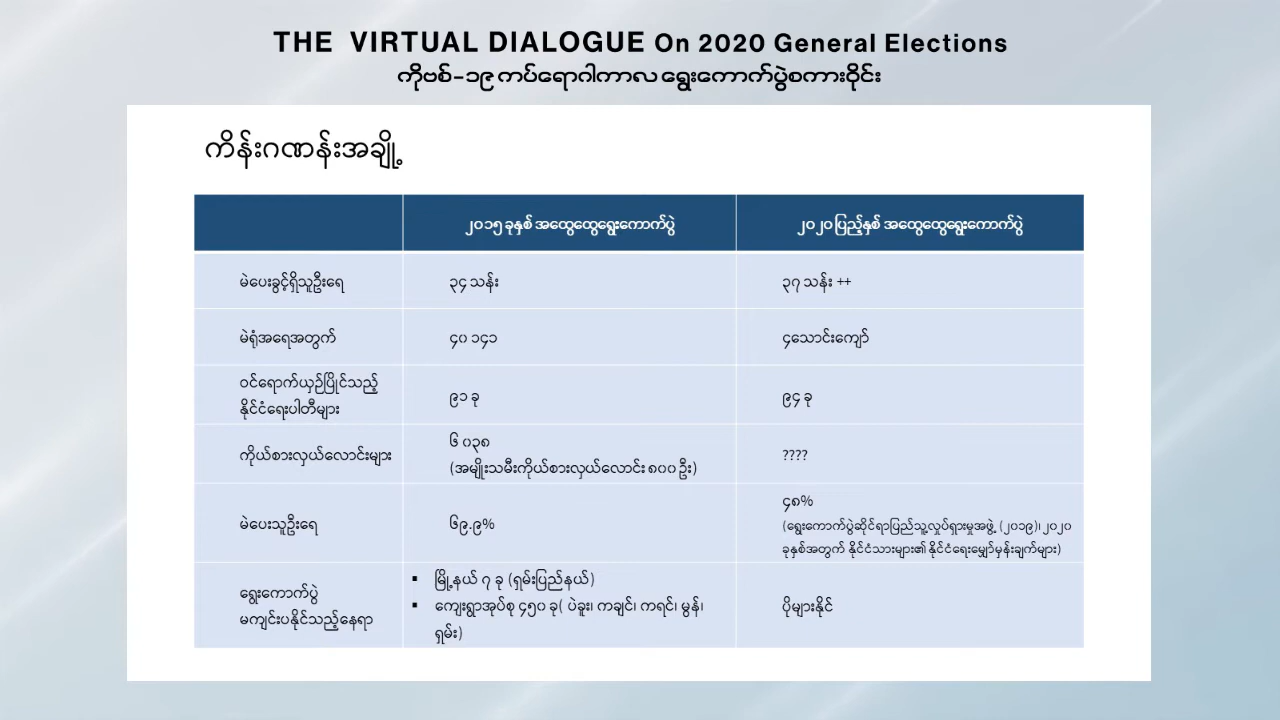 THE VIRTUAL DIALOGUE On 2020 General Elections
ကိုဗစ်-၁၉ ကပ်ရောဂါကာလ ရွေးကောက်ပွဲစကားဝိုင်း
ကိန်းဂဏန်းအချို့
၂၀၁၅ ခုနှစ် အထွေထွေရွေးကောက်ပွဲ
၂၀၂၀ ပြည့်နှစ် အထွေထွေရွေးကောက်ပွဲ
မဲပေးခွင့်ရှိသူဦးရေ
၃၄ သန်း
၃၇ သန်း ++
မဲရုံအရေအတွက်
၄၀ ၁၄၁
၄သောင်းကျော်
ဝင်ရောက်ယှဉ်ပြိုင်သည့်
နိုင်ငံရေးပါတီများ
၉၁ ခု
၉၄ ခု
ကိုယ်စားလှယ်လောင်းများ
၆ ၀၃၈
(အမျိုးသမီးကိုယ်စားလှယ်လောင်း ၈၀၀ ဦး)
????
မဲပေးသူဦးရေ
၆၉.၉%
၄၈%
(ရွေးကောက်ပွဲဆိုင်ရာပြည်သူ့လှုပ်ရှားမှုအဖွဲ့ (၂၀၁၉)၊ ၂၀၂၀
ခုနှစ်အတွက် နိုင်ငံသားများ၏ နိုင်ငံရေးမျှော်မှန်းချက်များ)
ရွေးကောက်ပွဲ
မကျင်းပနိုင်သည့်နေရာ
▪ မြို့နယ် ၇ ခု (ရှမ်းပြည်နယ်)
▪ ကျေးရွာအုပ်စု ၄၅၀ ခု( ပဲခူး၊ ကချင်၊ ကရင်၊ မွန်၊
ရှမ်း)
ပိုများနိုင်